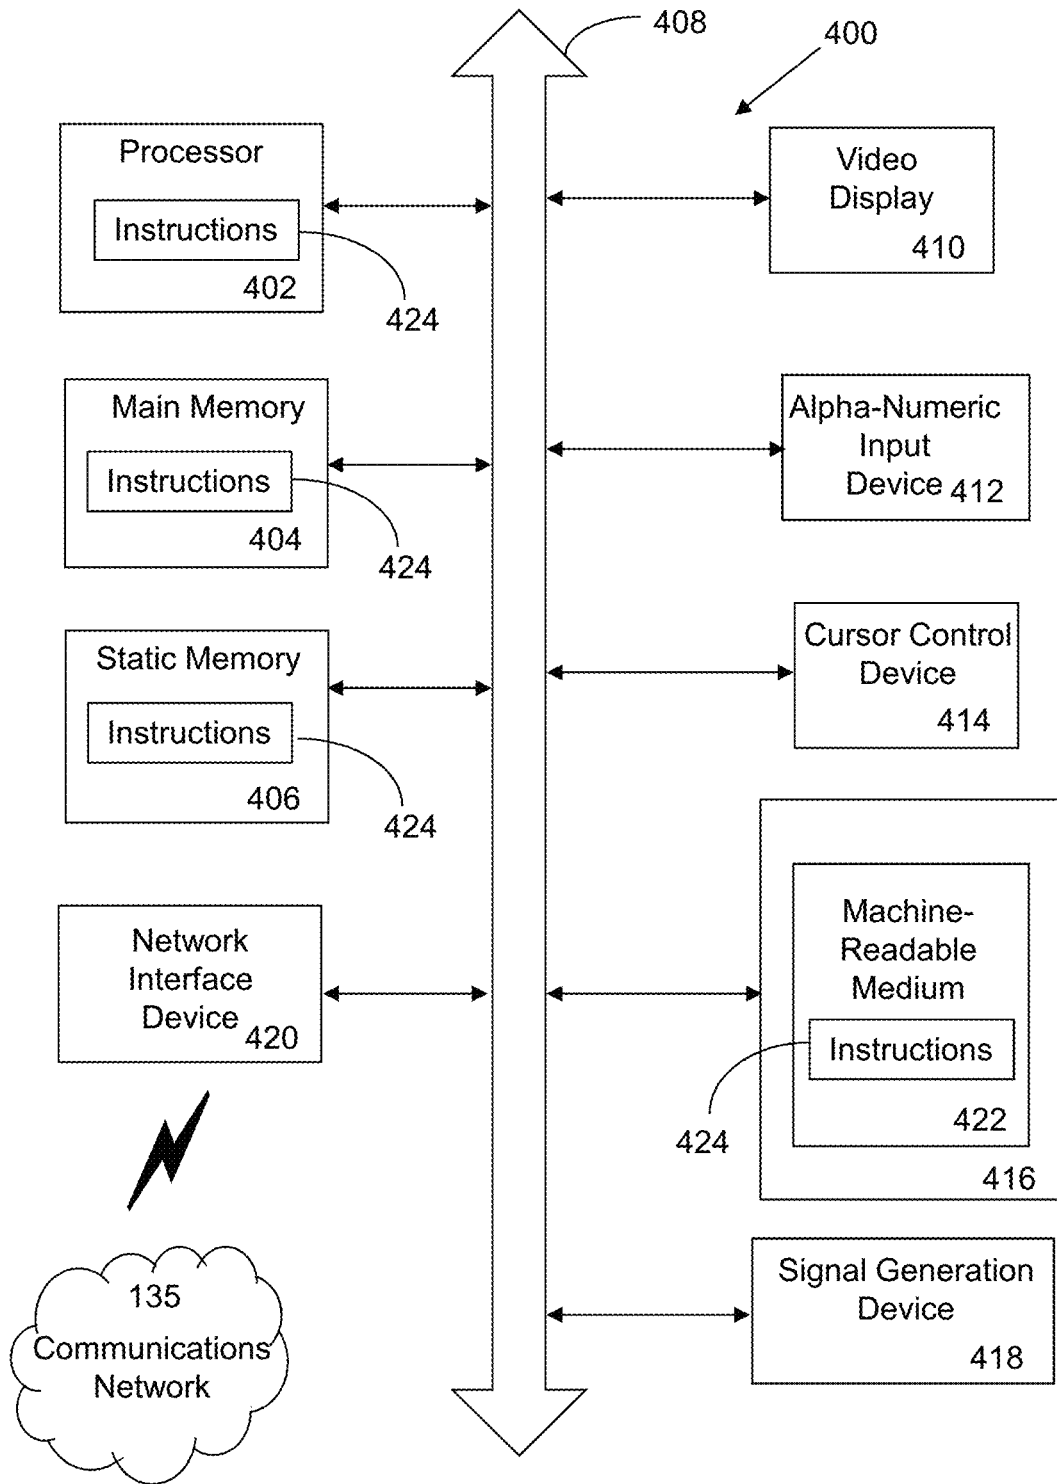 408
400
Processor
Instructions
402
424
Main Memory
Instructions
404
424
Static Memory
Instructions
406
424
Network
Interface
Device
420
135
Communications
Network
Video
Display
410
Alpha-Numeric
Input
Device
412
Cursor Control
Device
414
Machine-
Readable
Medium
Instructions
424
422
416
Signal Generation
Device
418